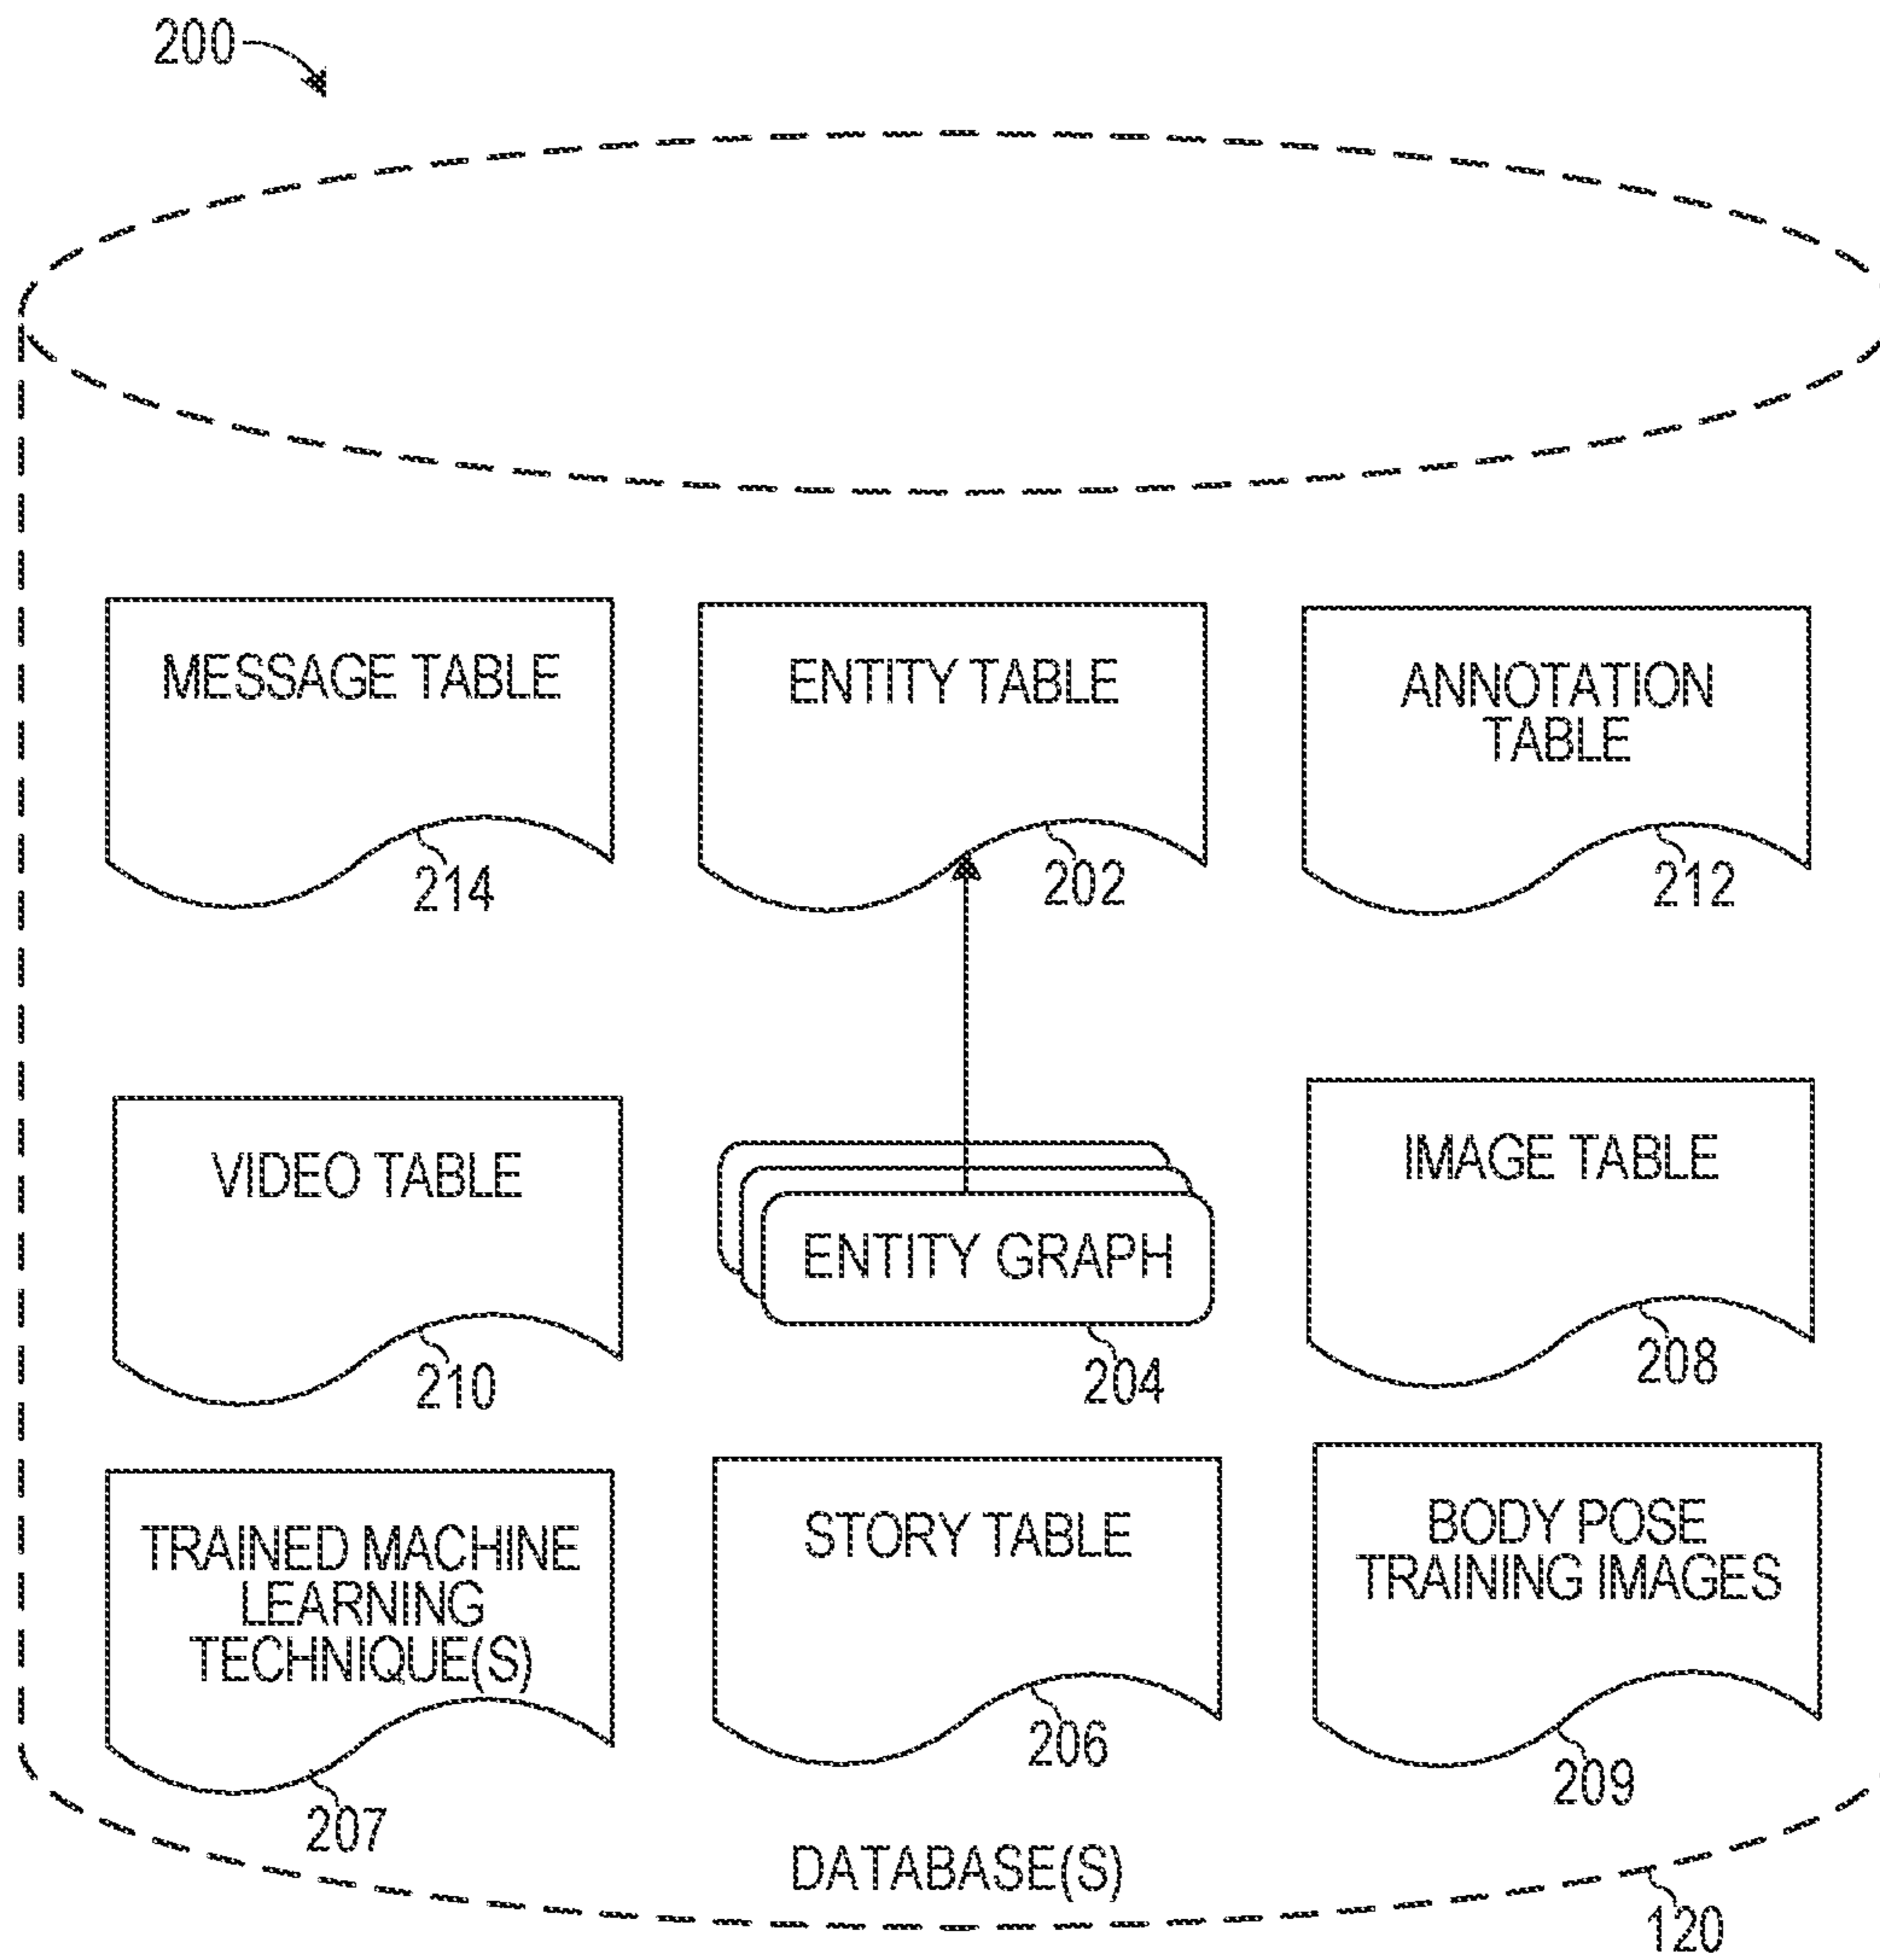 200
MESSAGE TABLE
214
ENTITY TABLE
202
ANNOTATION
TABLE
212
VIDEO TABLE
210
ENTITY GRAPH
204
IMAGE TABLE
208
TRAINED MACHINE
LEARNING
TECHNIQUE(S)
207
STORY TABLE
206
BODY POSE
TRAINING IMAGES
209
DATABASE(S)
120